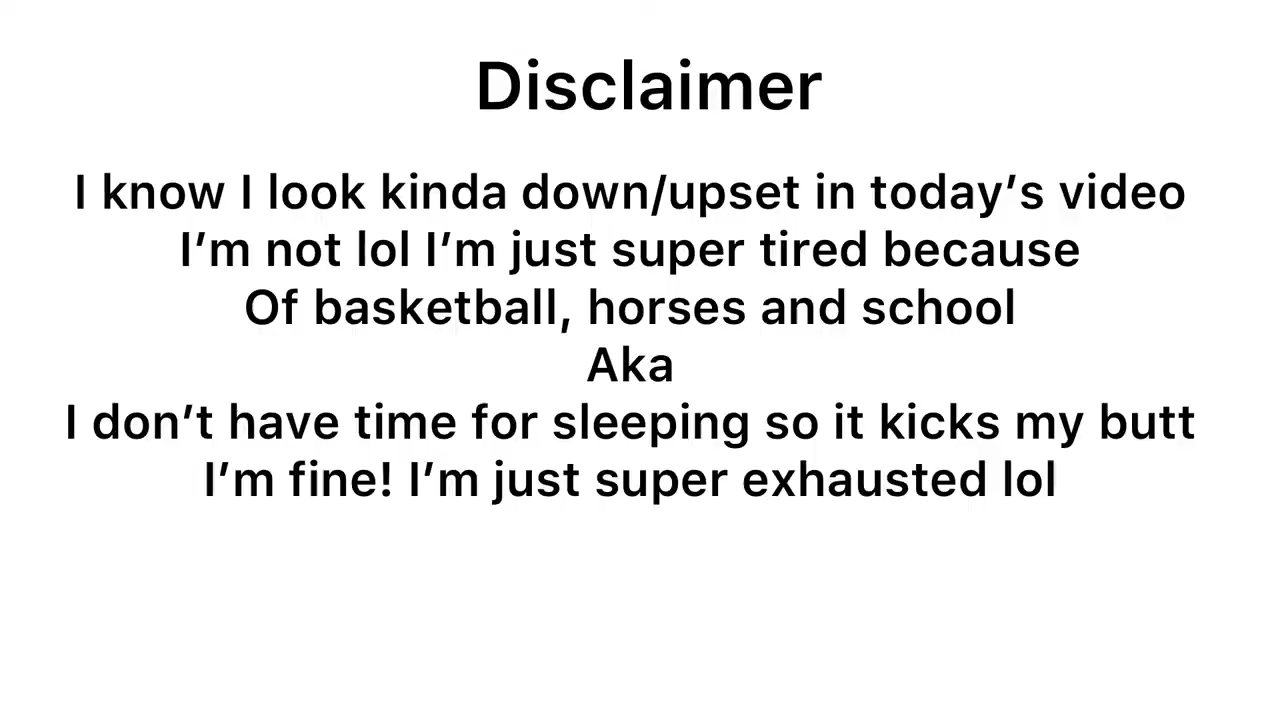 Disclaimer
I know I look kinda down/upset in today’s video
I’m not lol I’m just super tired because
Of basketball, horses and school
Aka
I don’t have time for sleeping so it kicks my butt
I’m fine! I’m just super exhausted lol